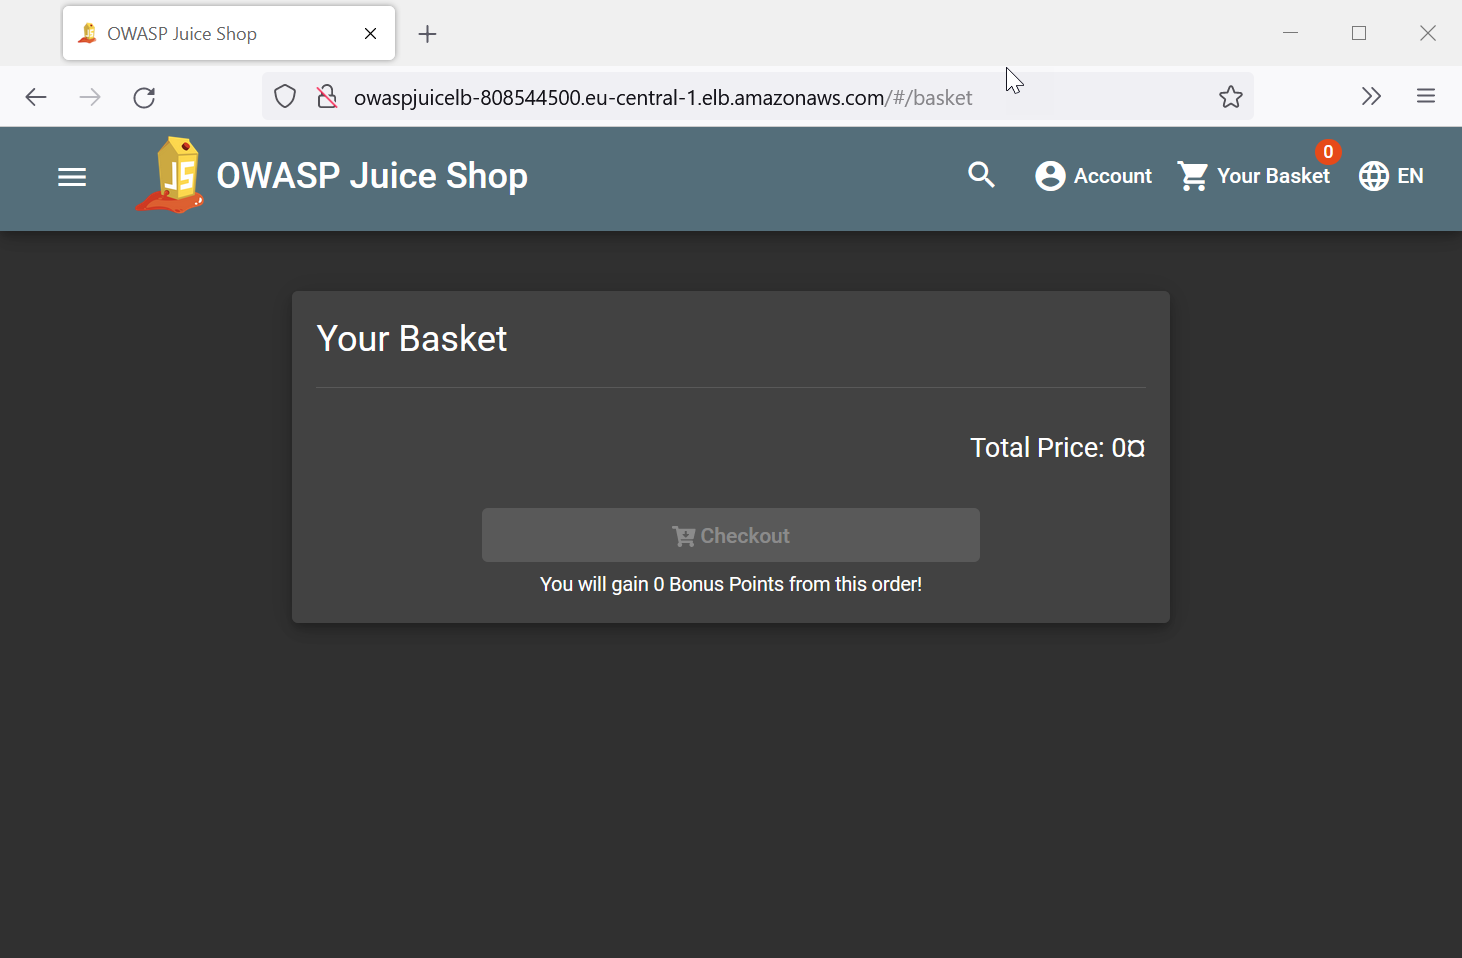 OWASP Juice Shop
owaspjuicelb-808544500.eu-central-1.elb.amazonaws.com/#/basket
JS
OWASP Juice Shop
Account
Your Basket
0
EN
Your Basket
Total Price: 0¤
Checkout
You will gain 0 Bonus Points from this order!